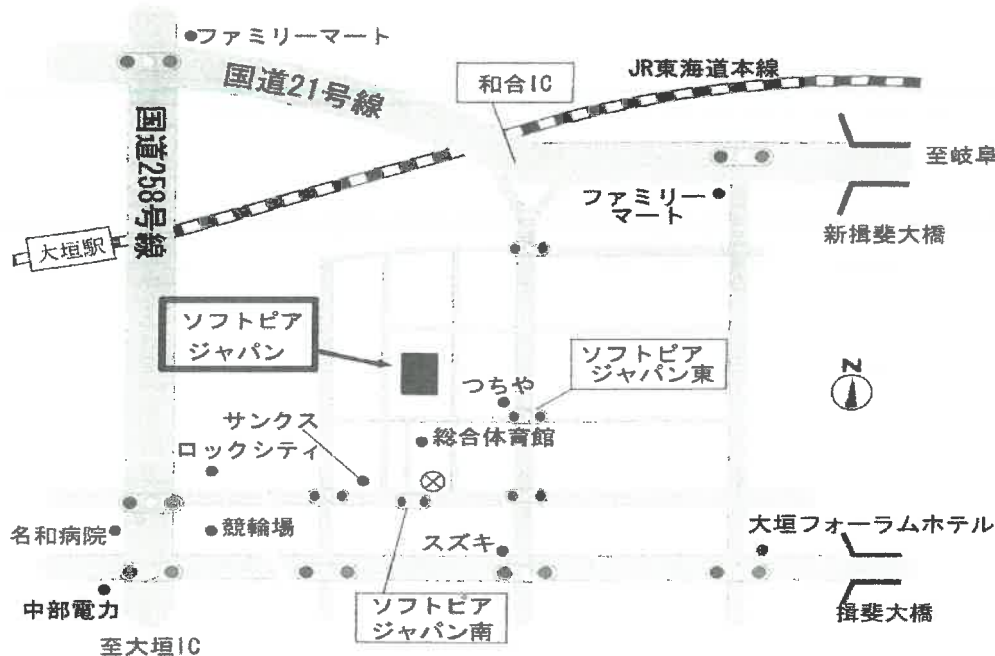 ファミリーマート
国道21号線
和合IC
JR東海道本線
国道258号線
至岐阜
ファミリー
マート
新揖斐大橋
大垣駅
ソフトピア
ジャパン
ソフトピア
ジャパン東
つちや
N
サンクス
ロックシティ
総合体育館
名和病院
競輪場
スズキ
大垣フォーラムホテル
中部電力
ソフトピア
ジャパン南
揖斐大橋
至大垣IC